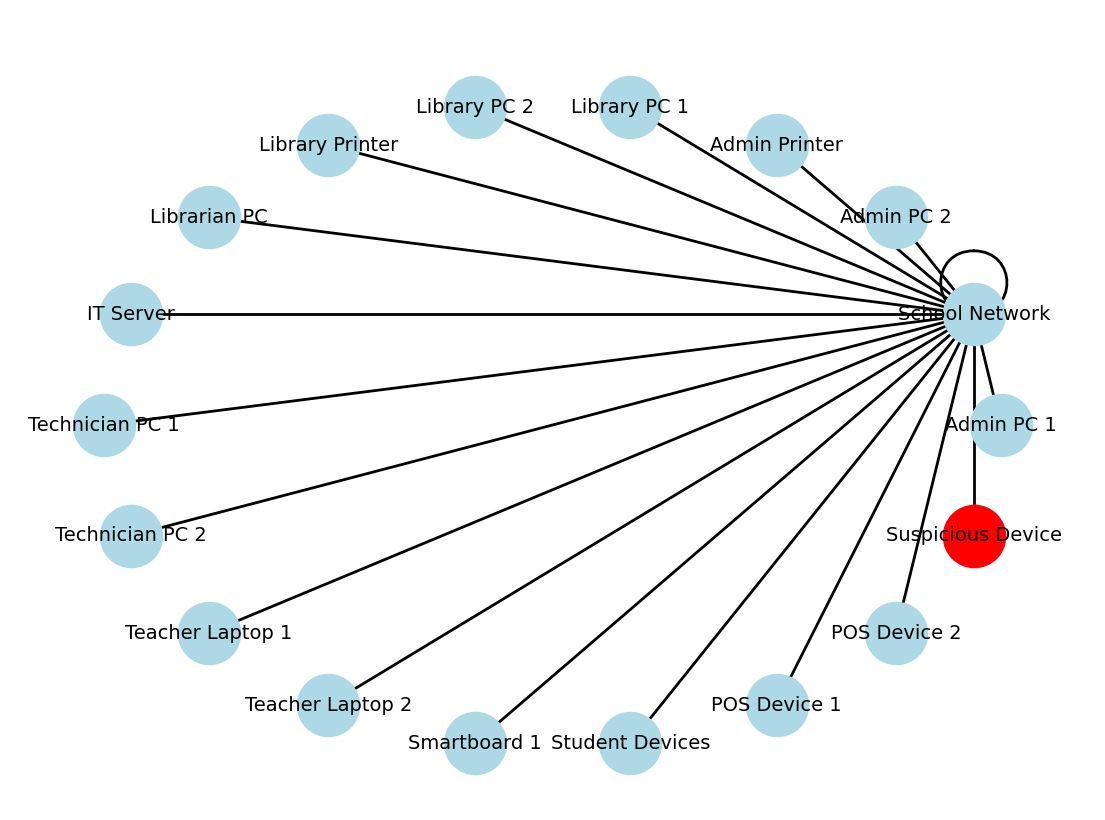 Library PC 2
Library PC 1
Library Printer
Admin Printer
Librarian PC
Admin PC 2
IT Server
School Network
Technician PC 1
Admin PC 1
Technician PC 2
Suspicious Device
Teacher Laptop 1
POS Device 2
Teacher Laptop 2
POS Device 1
Smartboard 1
Student Devices